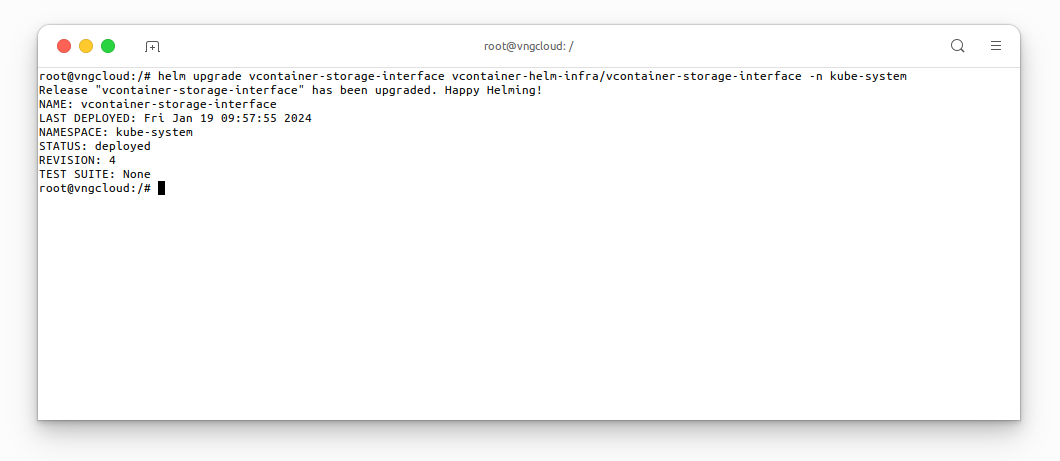 root@vngcloud: /
root@vngcloud:/# helm upgrade vcontainer-storage-interface vcontainer-helm-infra/vcontainer-storage-interface -n kube-system
Release "vcontainer-storage-interface" has been upgraded. Happy Helming!
NAME: vcontainer-storage-interface
LAST DEPLOYED: Fri Jan 19 09:57:55 2024
NAMESPACE: kube-system
STATUS: deployed
REVISION: 4
TEST SUITE: None
root@vngcloud:/#